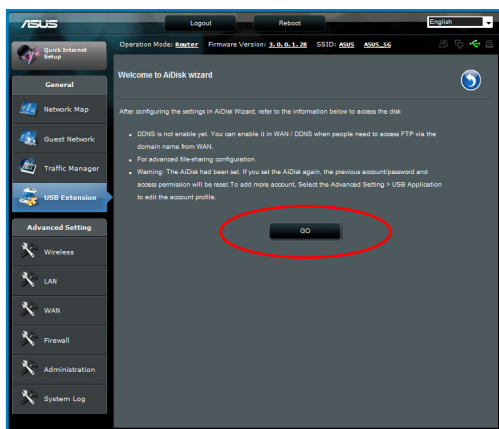 ASUS
Logout
Reboot
English
Quick Internet
Setup
Operation Mode: Router Firmware Version: 3.0.0.1.28 SSID: ASUS ASUS_5G
General
Network Map
Guest Network
Traffic Manager
USB Extension
Advanced Setting
Wireless
LAN
WAN
Firewall
Administration
System Log
Welcome to AiDisk wizard
After configuring the settings in AiDisk Wizard, refer to the information below to access the disk:
• DDNS is not enable yet. You can enable it in WAN / DDNS when people need to access FTP via the
domain name from WAN.
• For advanced file-sharing configuration.
• Warning: The AiDisk had been set. If you set the AiDisk again, the previous account/password and
access permission will be reset.To add more account, Select the Advanced Setting > USB Application
to edit the account profile.
GO